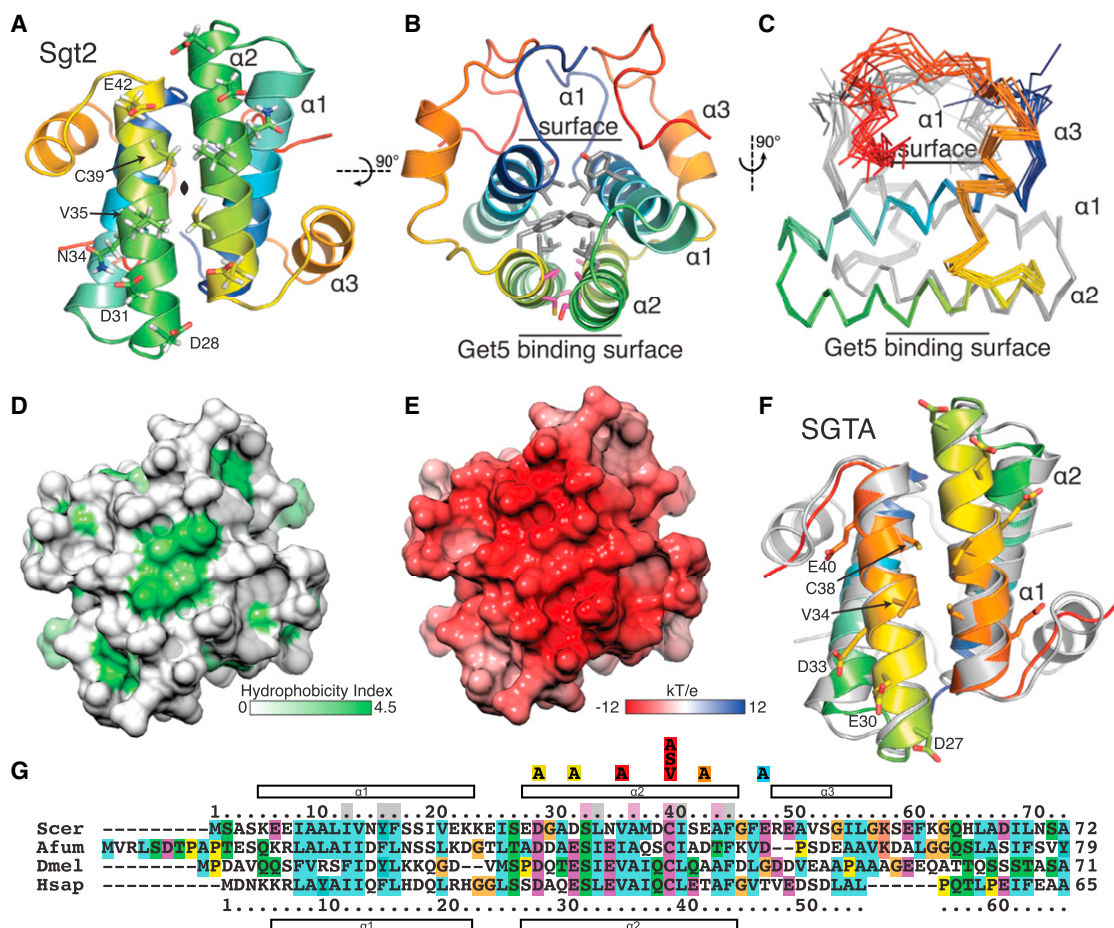 A
Sgt2
α2
E42
α1
C39
V35
N34
D31
D28
α3
90°
B
α1
surface
α3
α1
α2
Get5 binding surface
90°
C
α1
surface
α3
α1
α2
Get5 binding surface
D
Hydrophobicity Index
0 4.5
E
kT/e
-12 12
F
SGTA
α2
E40
C38
V34
α1
D33
E30
D27
G
A
S
A A A V A A
α1 α2 α3
1.......10........20........30........40........50........60........70..
Scer ---------MSASKEEIAALIVNYFSSIVEKKEISEDGADSLNVAMDCISEAFGFEREAVSGILGKSEFKGQHLADILNSA 72
Afum MVRLSDTPAPTESQKRLALAIIDFLNSSLKDGTLTADDAESIEIAQSCIADTFKVD--PSDEAAVKDALGGQSLASIFSVY 79
Dmel --------MPDAVQQSFVRSFIDYLKKQGD--VMSPDQTESIEVAIQCLQAAFDLGDDVEAAPAAAGEEQNTTQSSSTASA 71
Hsap ----------MDNKKRLAYAIIQFLHDQLRHGGLSSDAQESLEVAIQCLETAFGVTVEDSDLAL------PQTLPEIFEAA 65
1.......10........20........30........40........50..............60.....
α1 α2